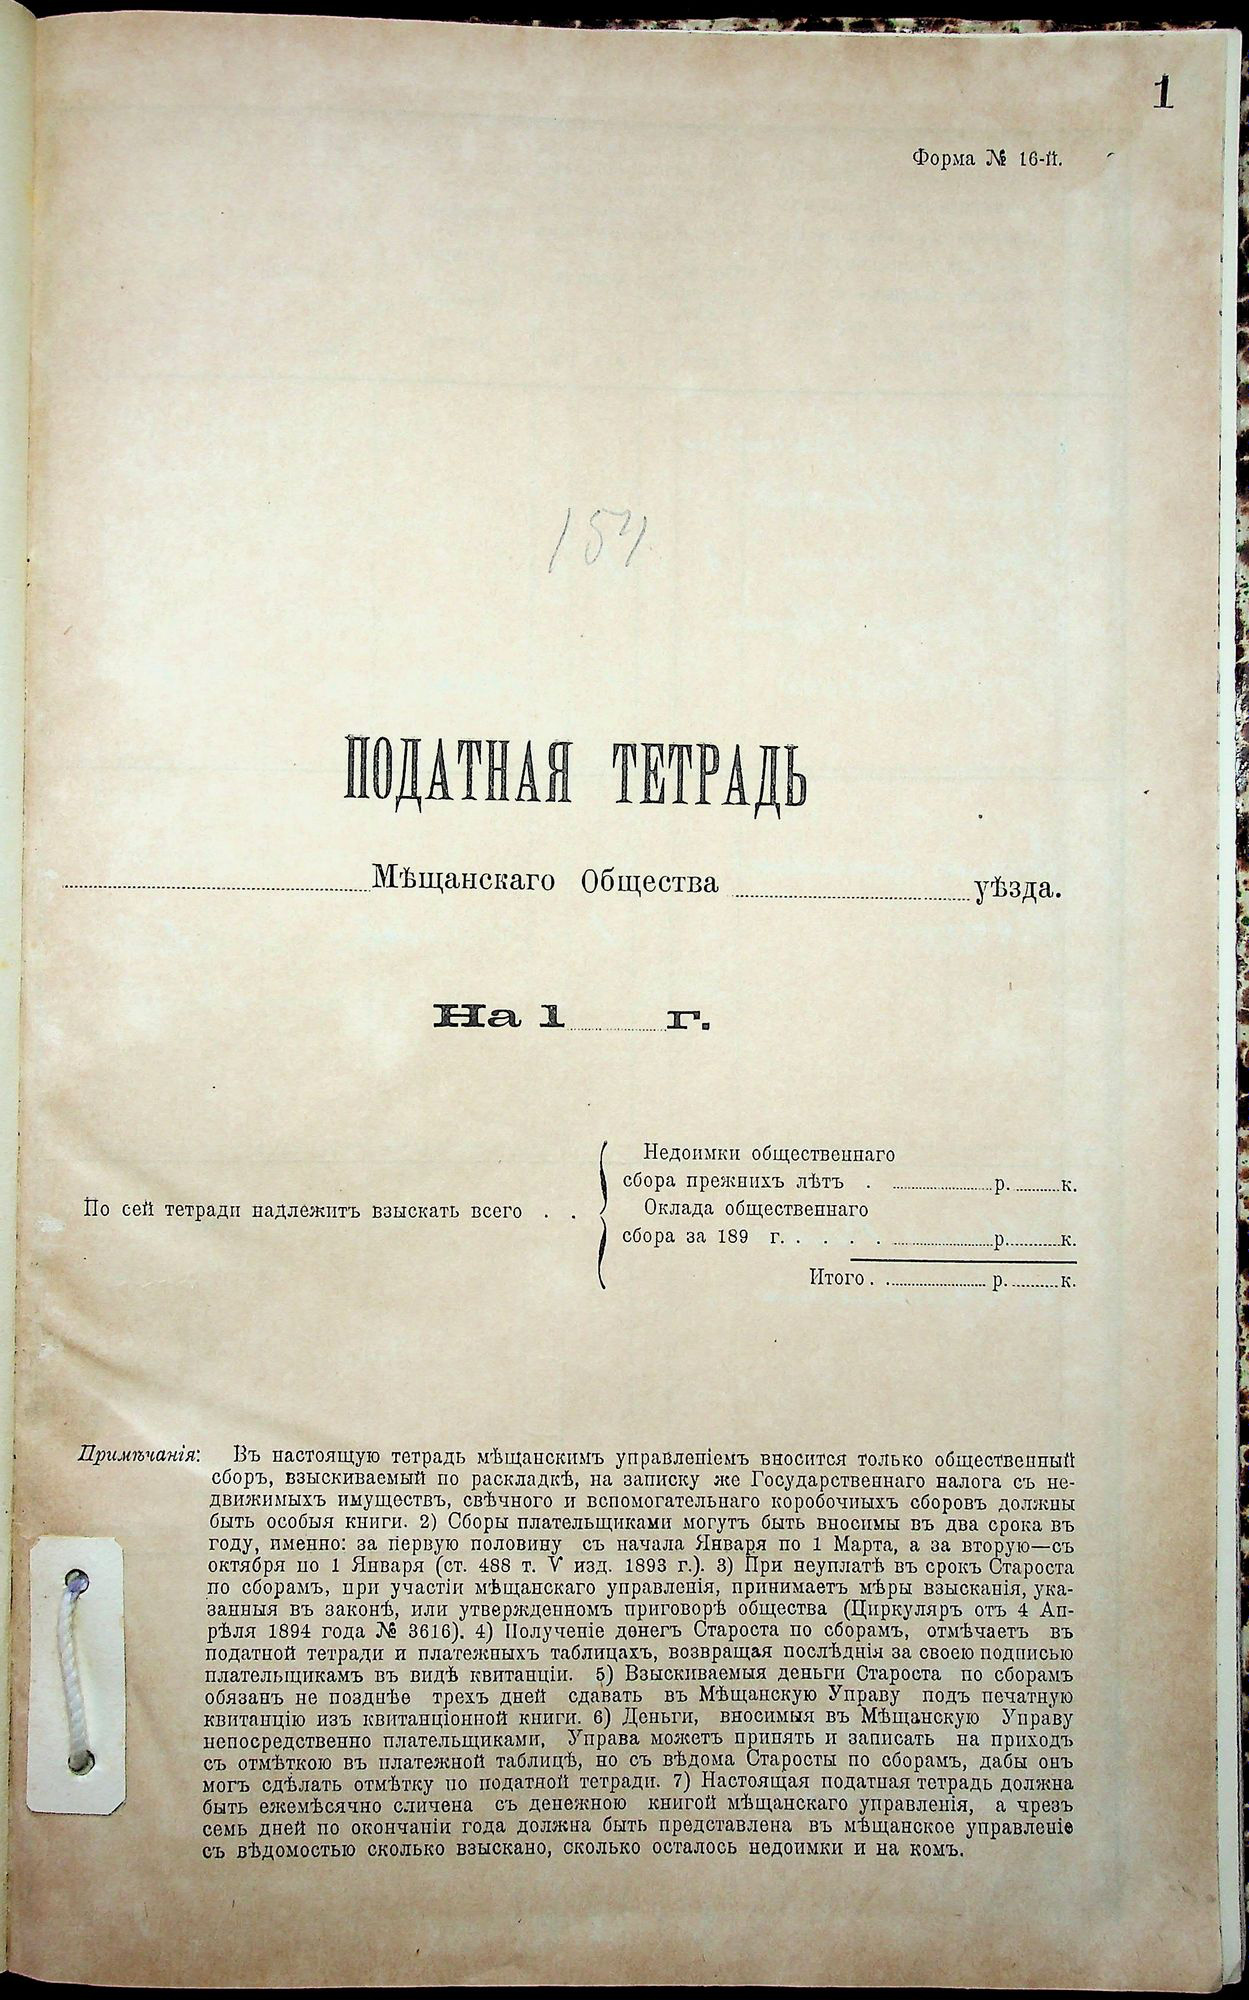 1
Форма № 16-й.
ПОДАТНАЯ ТЕТРАДЬ
Мѣщанскаго Общества уѣзда.
На 1 г.
Недоимки общественнаго
сбора прежнихъ лѣтъ . р. к.
По сей тетради надлежитъ взыскать всего . .
Оклада общественнаго
сбора за 189 г. . . . . р. к.
Итого . . р. к.
Примѣчанія: Въ настоящую тетрадь мѣщанскимъ управленіемъ вносится только общественный
сборъ, взыскиваемый по раскладкѣ, на записку же Государственнаго налога съ не-
движимыхъ имуществъ, свѣчного и вспомогательнаго коробочныхъ сборовъ должны
быть особыя книги. 2) Сборы плательщиками могутъ быть вносимы въ два срока въ
году, именно: за первую половину съ начала Января по 1 Марта, а за вторую—съ
октября по 1 Января (ст. 488 т. V изд. 1893 г.). 3) При неуплатѣ въ срокъ Староста
по сборамъ, при участіи мѣщанскаго управленія, принимаетъ мѣры взысканія, ука-
занныя въ законѣ, или утвержденномъ приговорѣ общества (Циркуляръ отъ 4 Ап-
рѣля 1894 года № 3616). 4) Полученіе денегъ Староста по сборамъ, отмѣчаетъ въ
податной тетради и платежныхъ таблицахъ, возвращая послѣднія за своею подписью
плательщикамъ въ видѣ квитанціи. 5) Взыскиваемыя деньги Староста по сборамъ
обязанъ не позднѣе трехъ дней сдавать въ Мѣщанскую Управу подъ печатную
квитанцію изъ квитанціонной книги. 6) Деньги, вносимыя въ Мѣщанскую Управу
непосредственно плательщиками, Управа можетъ принять и записать на приходъ
съ отмѣткою въ платежной таблицѣ, но съ вѣдома Старосты по сборамъ, дабы онъ
могъ сдѣлать отмѣтку по податной тетради. 7) Настоящая податная тетрадь должна
быть ежемѣсячно сличена съ денежною книгой мѣщанскаго управленія, а чрезъ
семь дней по окончаніи года должна быть представлена въ мѣщанское управленіе
съ вѣдомостью сколько взыскано, сколько осталось недоимки и на комъ.